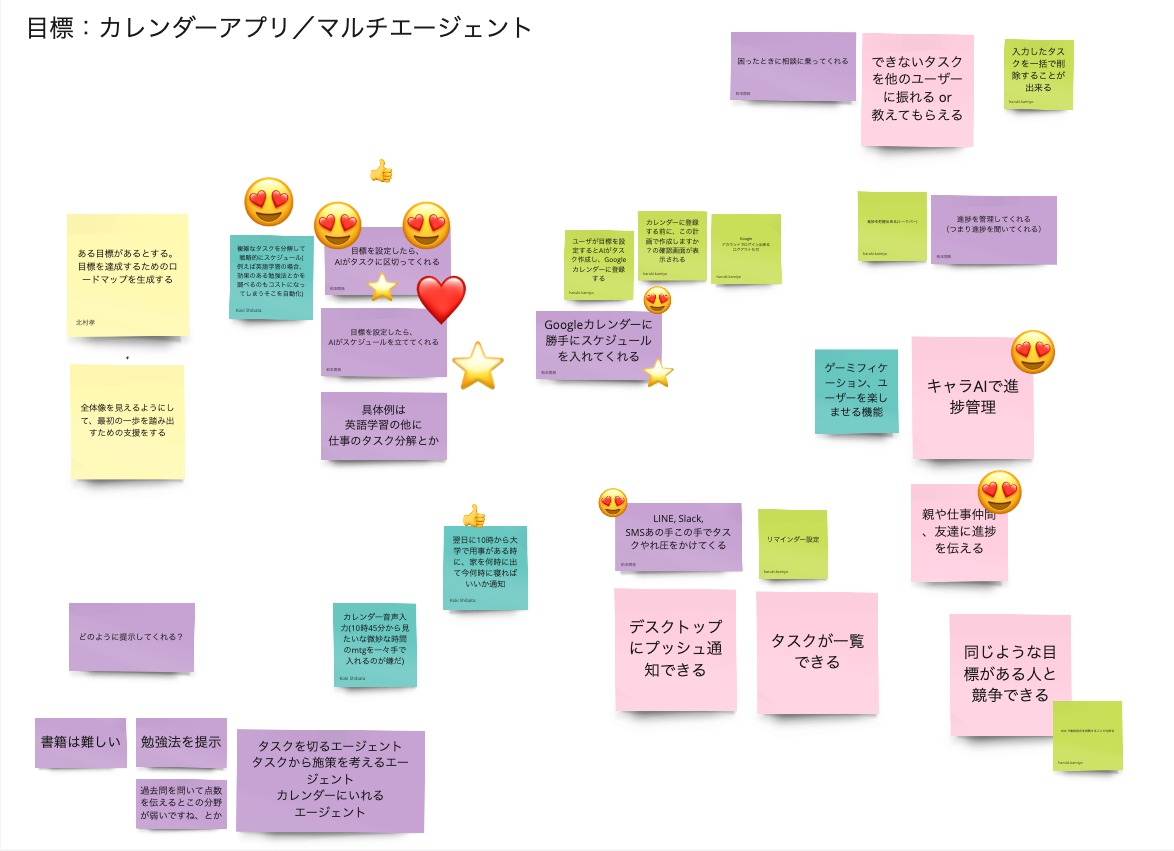 目標：カレンダーアプリ／マルチエージェント
困ったときに相談に乗ってくれる
できないタスク
を他のユーザー
に振れる or
教えてもらえる
入力したタス
クを一括で削
除することが
出来る
haruki kamiyo
ある目標があるとする。
目標を達成するためのロ
ードマップを生成する
北村孝
複雑なタスクを分解して
戦略的にスケジュール(
例えば英語学習の場合、
効果のある勉強法とかを
調べるのもコストになっ
てしまうそこを自動化)
Koki Shibata
目標を設定したら、
AIがタスクに区切ってくれる
目標を設定したら、
AIがスケジュールを立ててくれる
具体例は
英語学習の他に
仕事のタスク分解とか
全体像を見えるようにし
て、最初の一歩を踏み出
すための支援をする
ユーザが目標を設
定するとAIがタス
ク作成し、Google
カレンダーに登録
する
haruki kamiyo
カレンダーに登録
する前に、この計
画で作成しますか
？の確認画面が表
示される
haruki kamiyo
Google
haruki kamiyo
Googleカレンダーに
勝手にスケジュール
を入れてくれる
haruki kamiyo
進捗を管理してくれる
（つまり進捗を聞いてくれる）
ゲーミフィケ
ーション、ユ
ーザーを楽し
ませる機能
キャラAIで進
捗管理
親や仕事仲間
、友達に進捗
を伝える
翌日に10時から大
学で用事がある時
に、家を何時に出
て今何時に寝れば
いいか通知
Koki Shibata
LINE, Slack,
SMSあの手この手でタス
クやれ圧をかけてくる
リマインダー設定
haruki kamiyo
デスクトップ
にプッシュ通
知できる
タスクが一覧
できる
同じような目
標がある人と
競争できる
haruki kamiyo
どのように提示してくれる？
カレンダー音声入
力(10時45分から見
たいな微妙な時間
のmtgを一々手で
入れるのが嫌だ)
Koki Shibata
書籍は難しい
勉強法を提示
過去問を問いて点数
を伝えるとこの分野
が弱いですね、とか
タスクを切るエージェント
タスクから施策を考えるエー
ジェント
カレンダーにいれる
エージェント